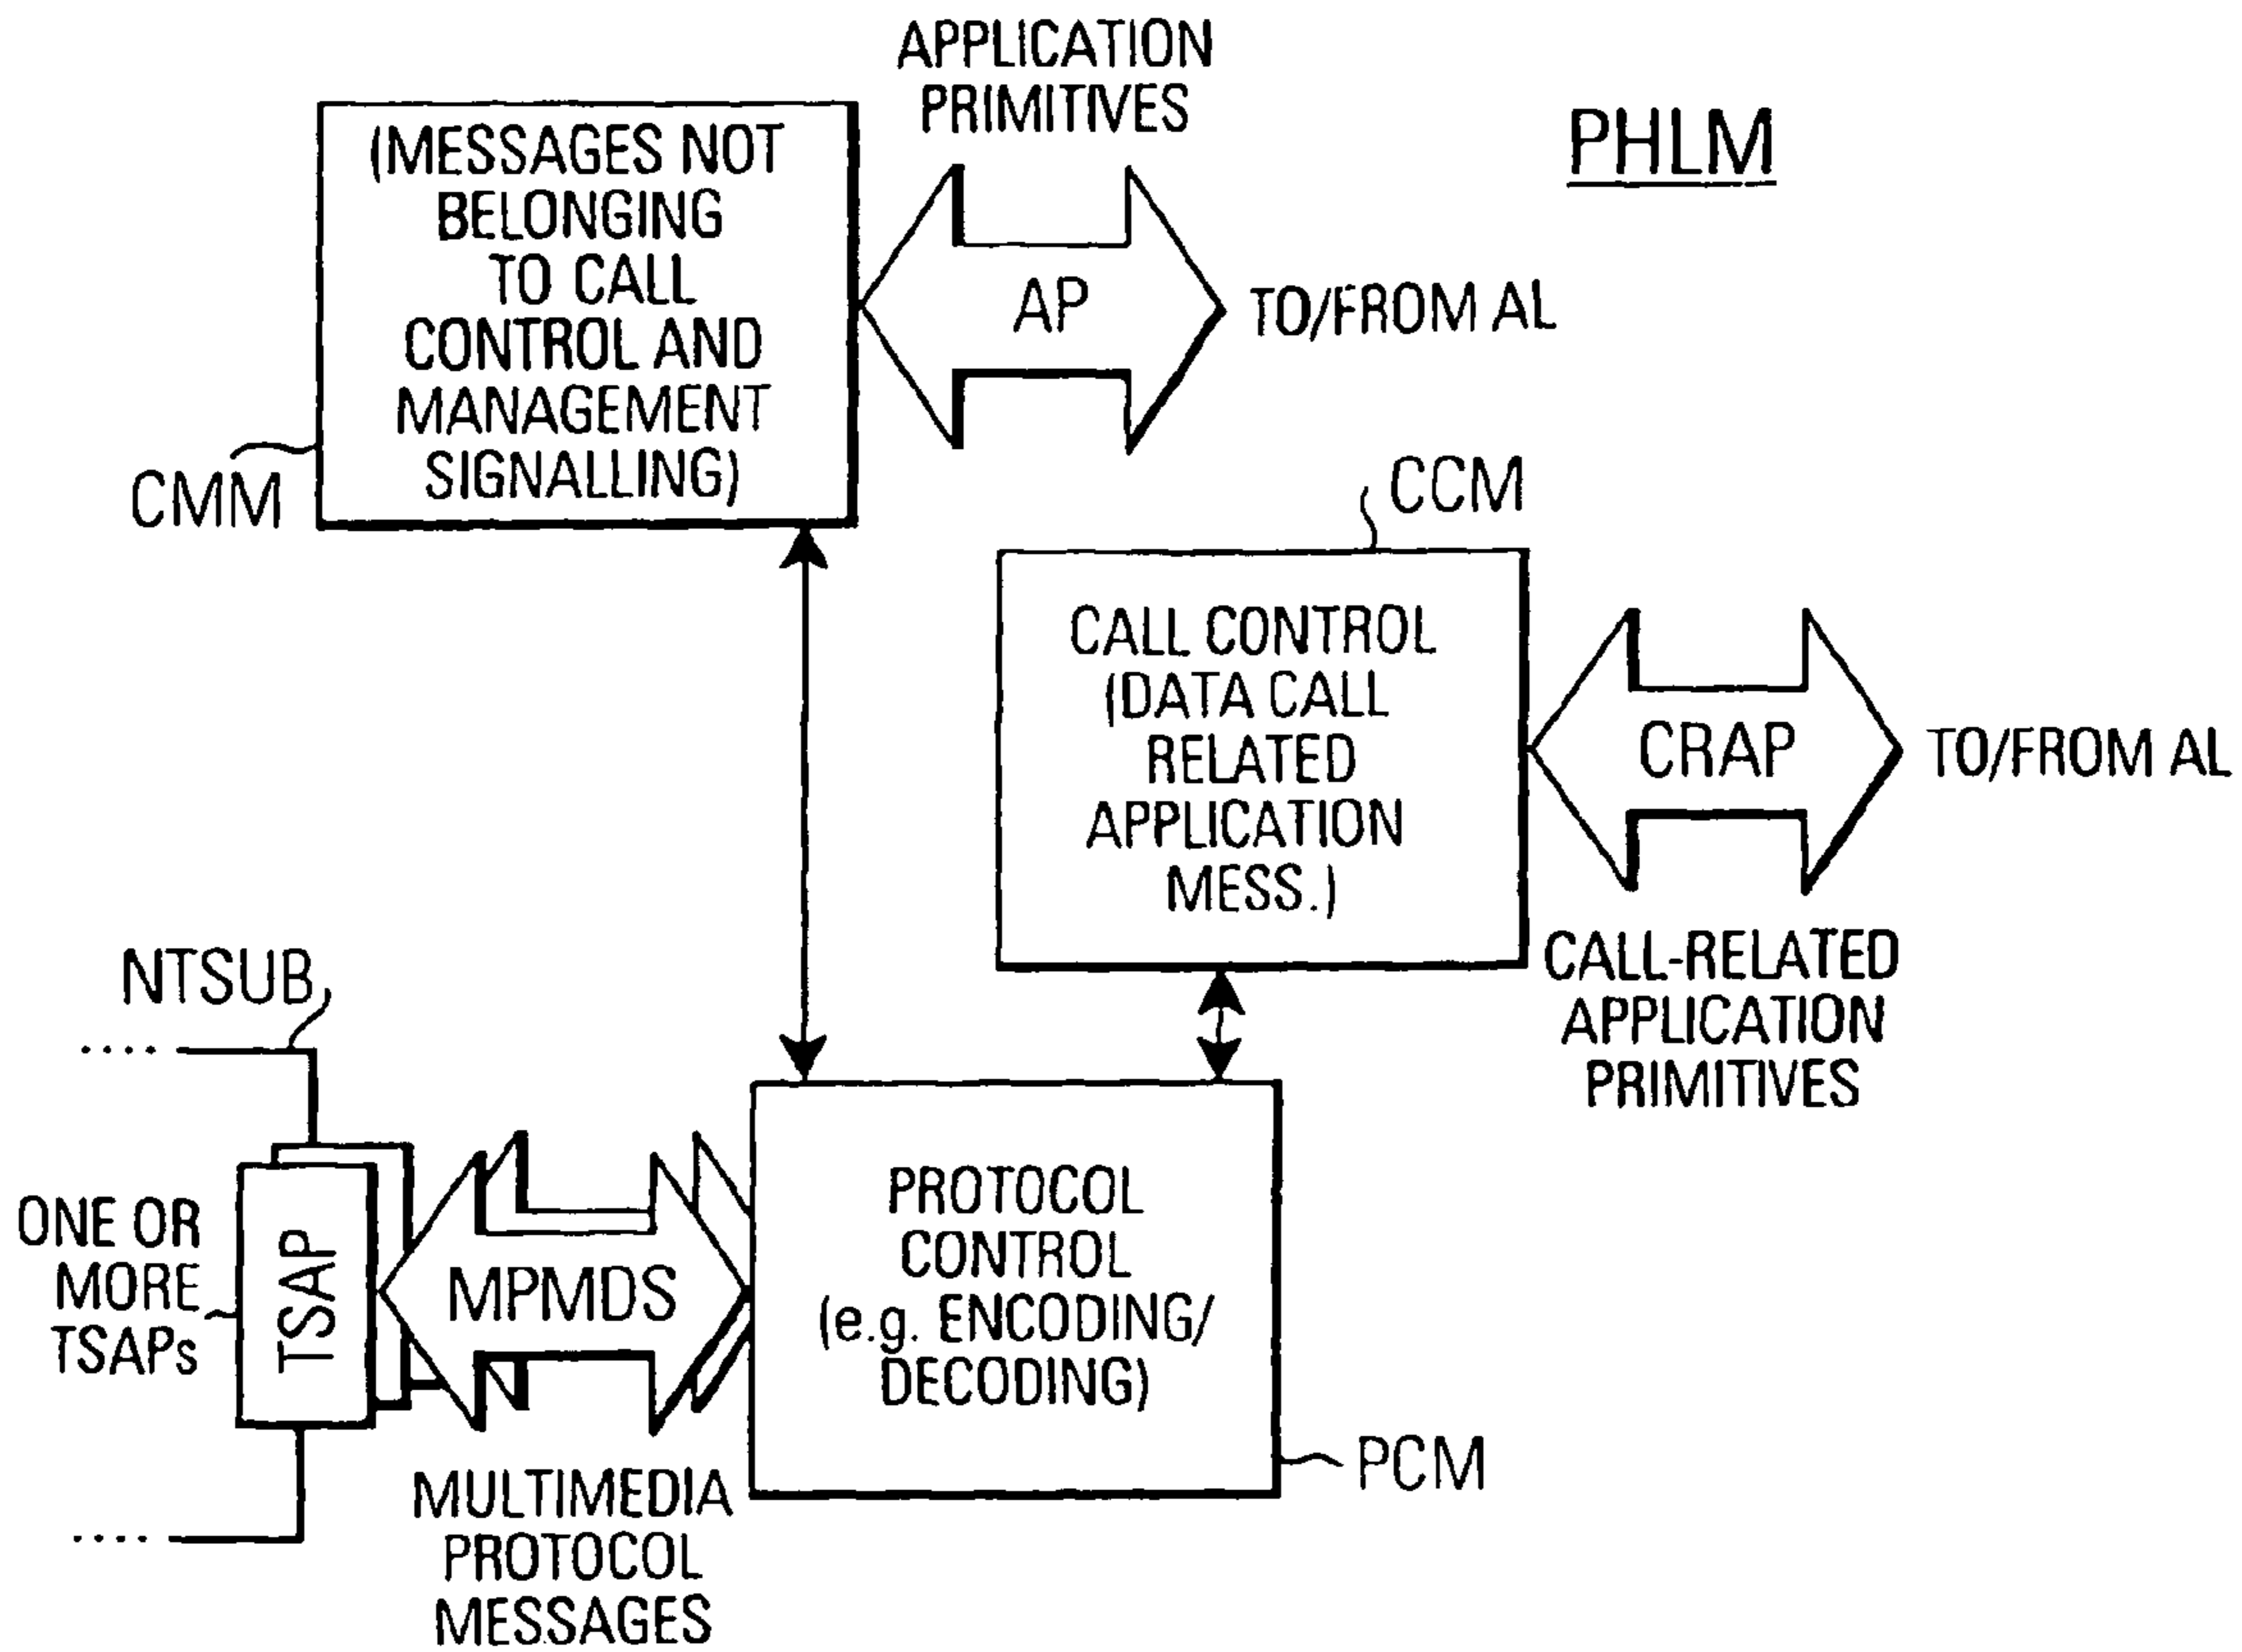 APPLICATION
PRIMITIVES
PHLM
(MESSAGES NOT
BELONGING
TO CALL
CONTROL AND
MANAGEMENT
SIGNALLING)
AP
TO/FROM AL
CMM
CCM
CALL CONTROL
(DATA CALL
RELATED
APPLICATION
MESS.)
CRAP
TO/FROM AL
CALL-RELATED
APPLICATION
PRIMITIVES
NTSUB
....
ONE OR
MORE
TSAPs
TSAP
MPMDS
PROTOCOL
CONTROL
(e.g. ENCODING/
DECODING)
PCM
....
MULTIMEDIA
PROTOCOL
MESSAGES